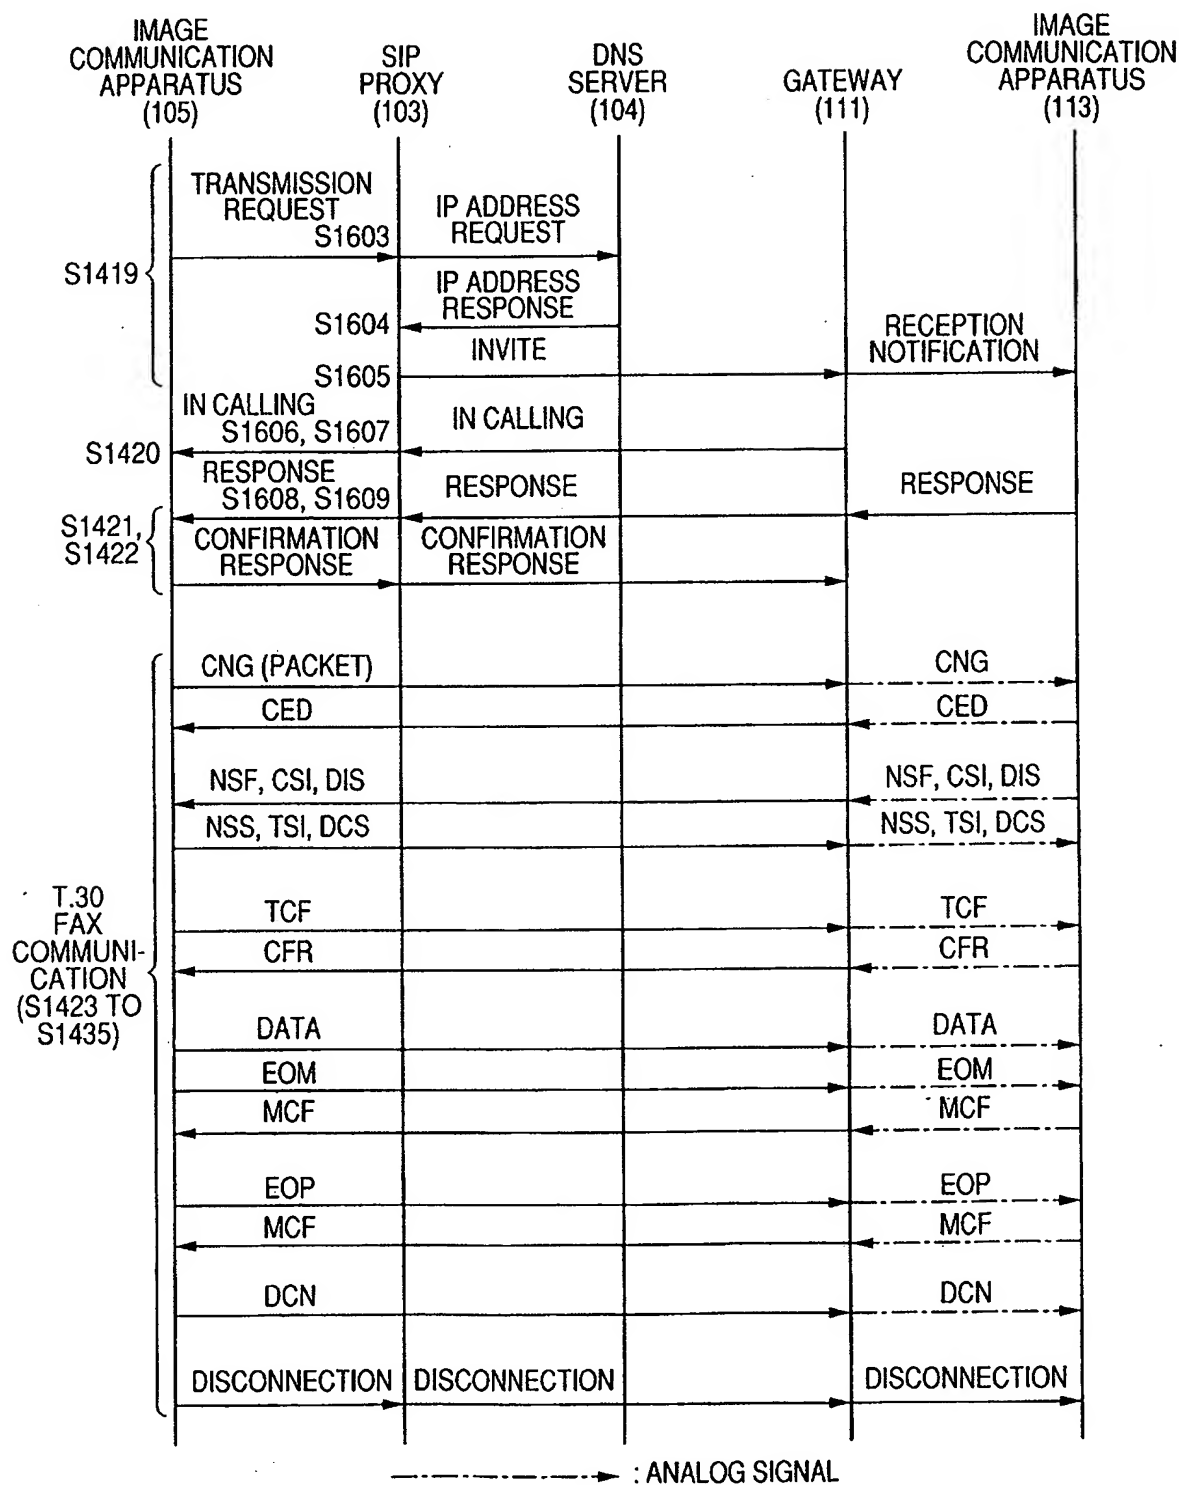 IMAGE
COMMUNICATION
APPARATUS
(105)
SIP
PROXY
(103)
DNS
SERVER
(104)
GATEWAY
(111)
IMAGE
COMMUNICATION
APPARATUS
(113)
S1419
TRANSMISSION
REQUEST
S1603
IP ADDRESS
REQUEST
IP ADDRESS
RESPONSE
S1604
INVITE
S1605
RECEPTION
NOTIFICATION
IN CALLING
S1606, S1607
IN CALLING
S1420
RESPONSE
S1608, S1609
RESPONSE
RESPONSE
S1421,
S1422
CONFIRMATION
RESPONSE
CONFIRMATION
RESPONSE
T.30
FAX
COMMUNI-
CATION
(S1423 TO
S1435)
CNG (PACKET)
CNG
CED
CED
NSF, CSI, DIS
NSF, CSI, DIS
NSS, TSI, DCS
NSS, TSI, DCS
TCF
TCF
CFR
CFR
DATA
DATA
EOM
EOM
MCF
MCF
EOP
EOP
MCF
MCF
DCN
DCN
DISCONNECTION
DISCONNECTION
DISCONNECTION
: ANALOG SIGNAL